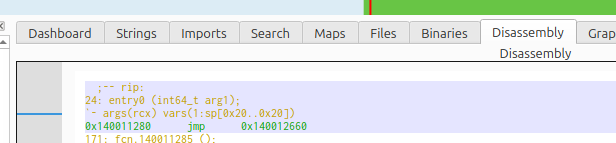 Dashboard Strings Imports Search Maps Files Binaries Disassembly Grap
Disassembly
;-- rip:
24: entry0 (int64_t arg1);
`- args(rcx) vars(1:sp[0x20..0x20])
0x140011280 jmp 0x140012660
171: fcn.140011285 ();